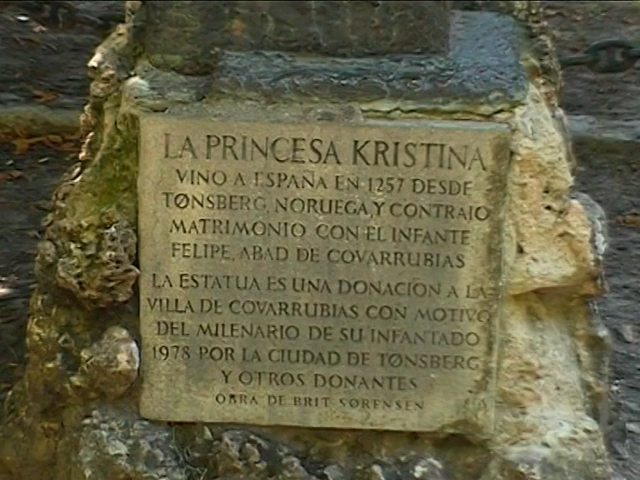 LA PRINCESA KRISTINA
VINO A ESPAÑA EN 1257 DESDE
TØNSBERG, NORUEGA, Y CONTRAJO
MATRIMONIO CON EL INFANTE
FELIPE, ABAD DE COVARRUBIAS
LA ESTATUA ES UNA DONACION A LA
VILLA DE COVARRUBIAS CON MOTIVO
DEL MILENARIO DE SU INFANTADO
1978 POR LA CIUDAD DE TØNSBERG
Y OTROS DONANTES
OBRA DE BRIT SØRENSEN